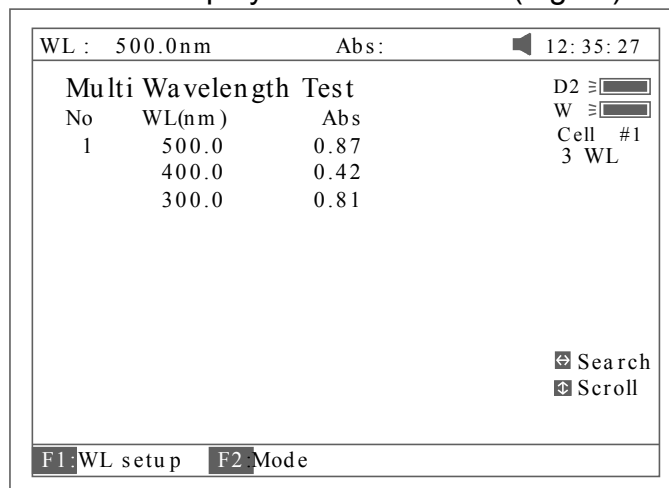 WL: 500.0nm Abs: 12:35:27
Multi Wavelength Test
D2
No WL(nm) Abs
W
1 500.0 0.87
Cell #1
400.0 0.42
3 WL
300.0 0.81
Search
Scroll
F1:WL setup F2:Mode